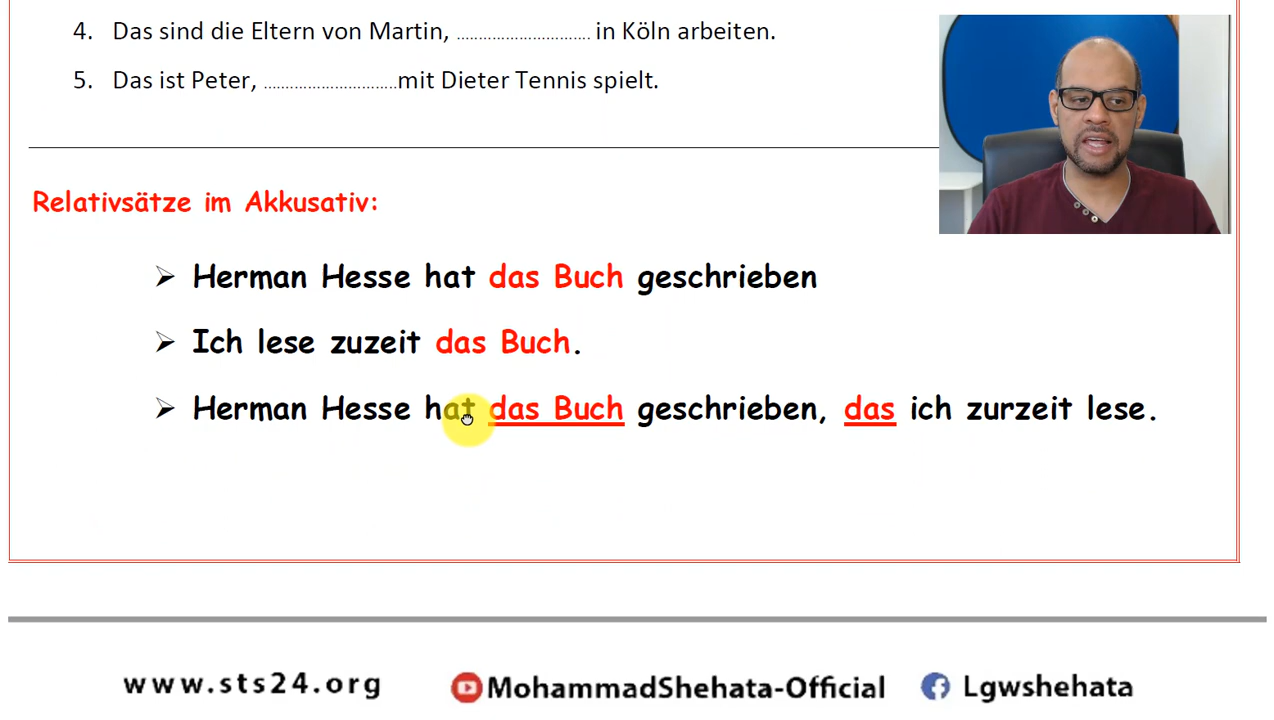 4. Das sind die Eltern von Martin, ............................. in Köln arbeiten.
5. Das ist Peter, .............................mit Dieter Tennis spielt.
Relativsätze im Akkusativ:
➢ Herman Hesse hat das Buch geschrieben
➢ Ich lese zuzeit das Buch.
➢ Herman Hesse hat das Buch geschrieben, das ich zurzeit lese.
www.sts24.org MohammadShehata-Official Lgwshehata